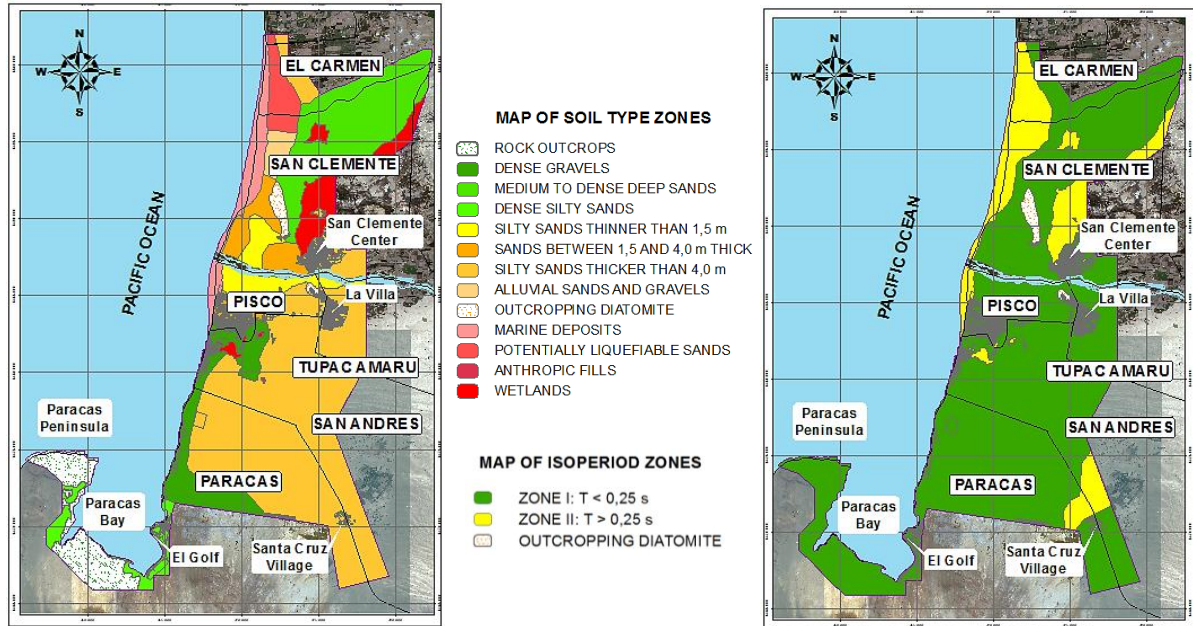 N
W E
S
EL CARMEN
SAN CLEMENTE
San Clemente
Center
PACIFIC OCEAN
La Villa
PISCO
TUPAC AMARU
SAN ANDRES
Paracas
Peninsula
PARACAS
Paracas
Bay
El Golf
Santa Cruz
Village
MAP OF SOIL TYPE ZONES
ROCK OUTCROPS
DENSE GRAVELS
MEDIUM TO DENSE DEEP SANDS
DENSE SILTY SANDS
SILTY SANDS THINNER THAN 1,5 m
SANDS BETWEEN 1,5 AND 4,0 m THICK
SILTY SANDS THICKER THAN 4,0 m
ALLUVIAL SANDS AND GRAVELS
OUTCROPPING DIATOMITE
MARINE DEPOSITS
POTENTIALLY LIQUEFIABLE SANDS
ANTHROPIC FILLS
WETLANDS
MAP OF ISOPERIOD ZONES
ZONE I: T < 0,25 s
ZONE II: T > 0,25 s
OUTCROPPING DIATOMITE
N
W E
S
EL CARMEN
SAN CLEMENTE
San Clemente
Center
PACIFIC OCEAN
La Villa
PISCO
TUPAC AMARU
SAN ANDRES
Paracas
Peninsula
PARACAS
Paracas
Bay
El Golf
Santa Cruz
Village